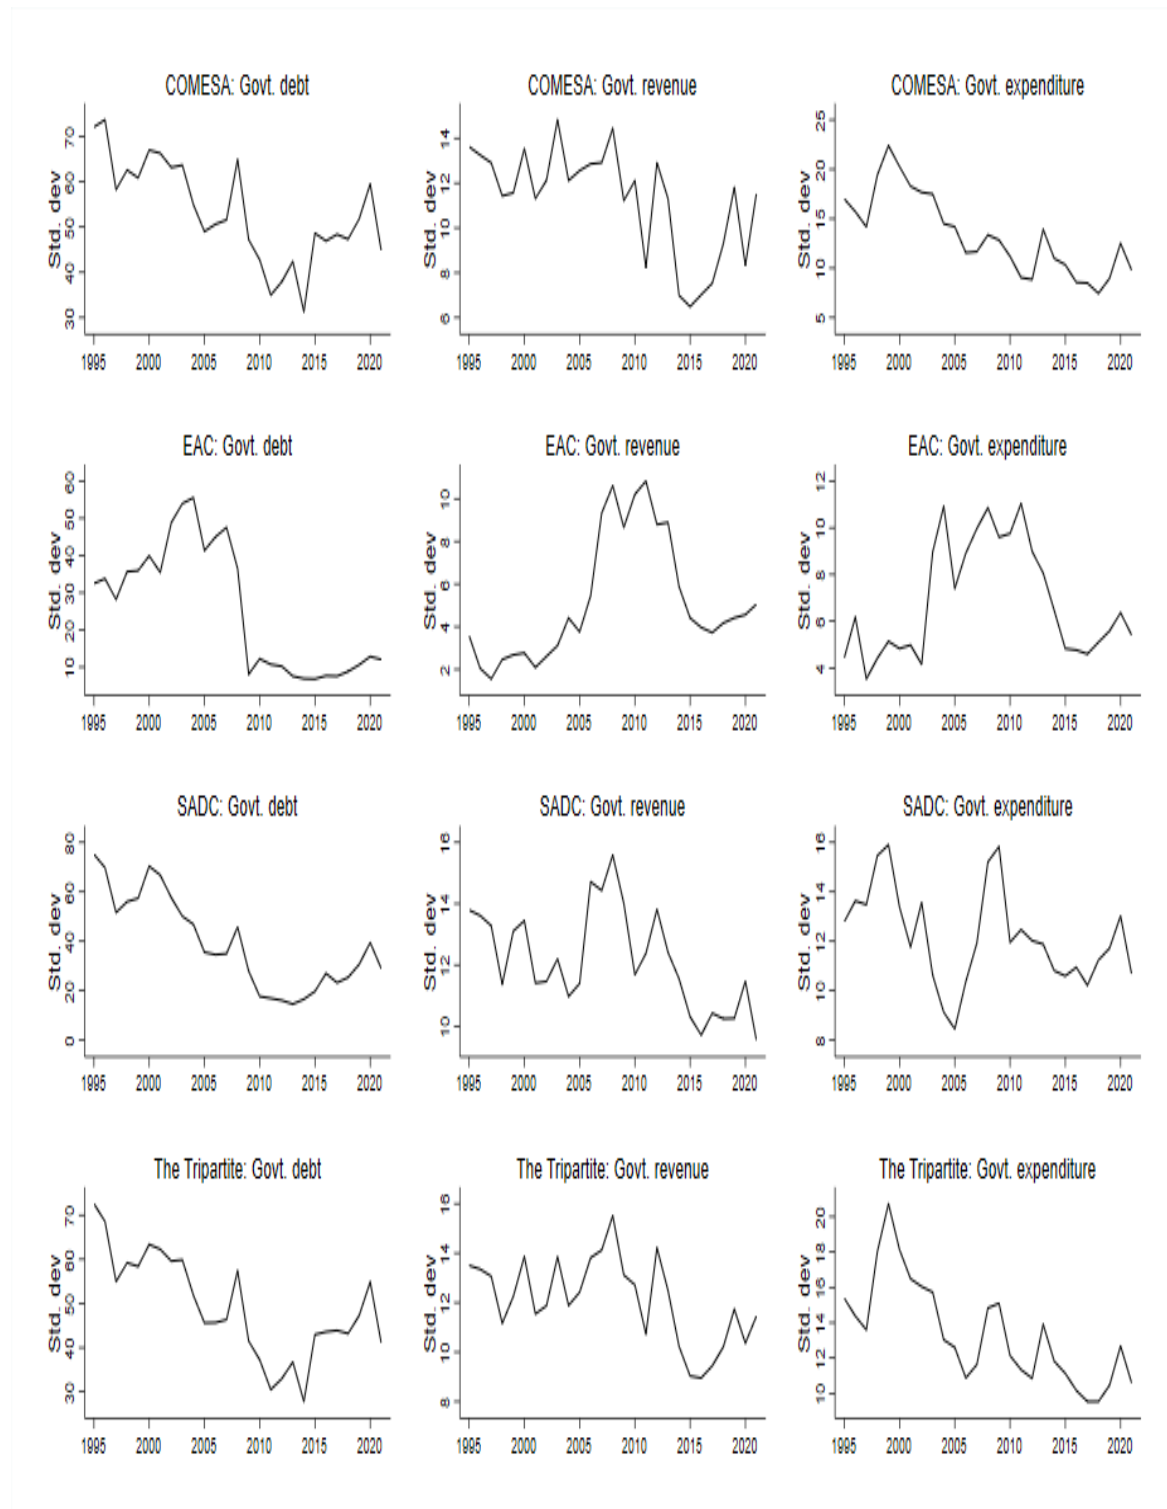 COMESA: Govt. debt
Std. dev
70
60
50
40
30
1995 2000 2005 2010 2015 2020
COMESA: Govt. revenue
Std. dev
14
12
10
8
6
1995 2000 2005 2010 2015 2020
COMESA: Govt. expenditure
Std. dev
25
20
15
10
5
1995 2000 2005 2010 2015 2020
EAC: Govt. debt
Std. dev
60
50
40
30
20
10
1995 2000 2005 2010 2015 2020
EAC: Govt. revenue
Std. dev
10
8
6
4
2
1995 2000 2005 2010 2015 2020
EAC: Govt. expenditure
Std. dev
12
10
8
6
4
1995 2000 2005 2010 2015 2020
SADC: Govt. debt
Std. dev
80
60
40
20
0
1995 2000 2005 2010 2015 2020
SADC: Govt. revenue
Std. dev
16
14
12
10
1995 2000 2005 2010 2015 2020
SADC: Govt. expenditure
Std. dev
16
14
12
10
8
1995 2000 2005 2010 2015 2020
The Tripartite: Govt. debt
Std. dev
70
60
50
40
30
1995 2000 2005 2010 2015 2020
The Tripartite: Govt. revenue
Std. dev
16
14
12
10
8
1995 2000 2005 2010 2015 2020
The Tripartite: Govt. expenditure
Std. dev
20
18
16
14
12
10
1995 2000 2005 2010 2015 2020